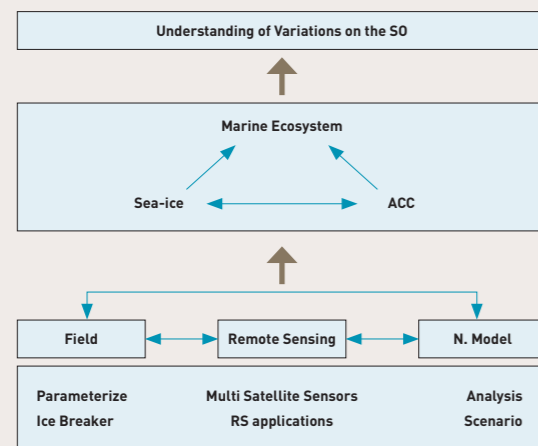 Understanding of Variations on the SO
Marine Ecosystem
Sea-ice
ACC
Field
Remote Sensing
N. Model
Parameterize
Multi Satellite Sensors
Analysis
Ice Breaker
RS applications
Scenario